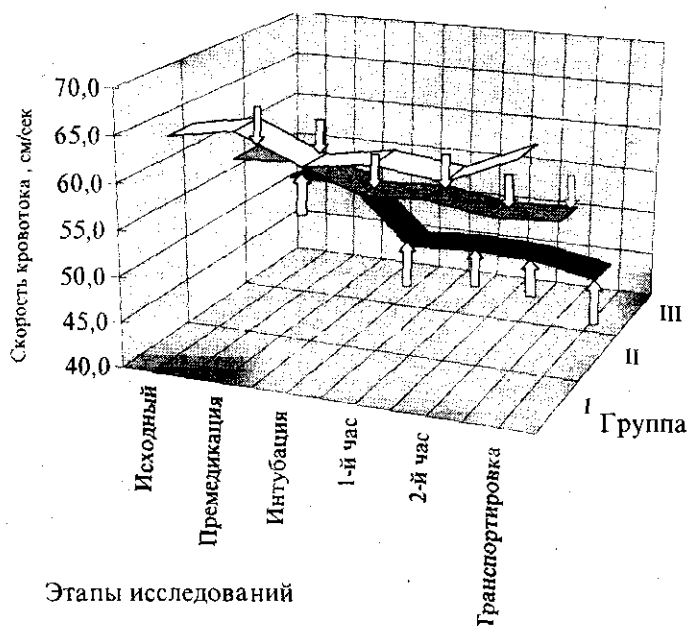 Скорость кровотока , см/сек
70,0
65,0
60,0
55,0
50,0
45,0
40,0
Исходный
Премедикация
Интубация
1-й час
2-й час
Транспортировка
I
II
III
Группа
Этапы исследований